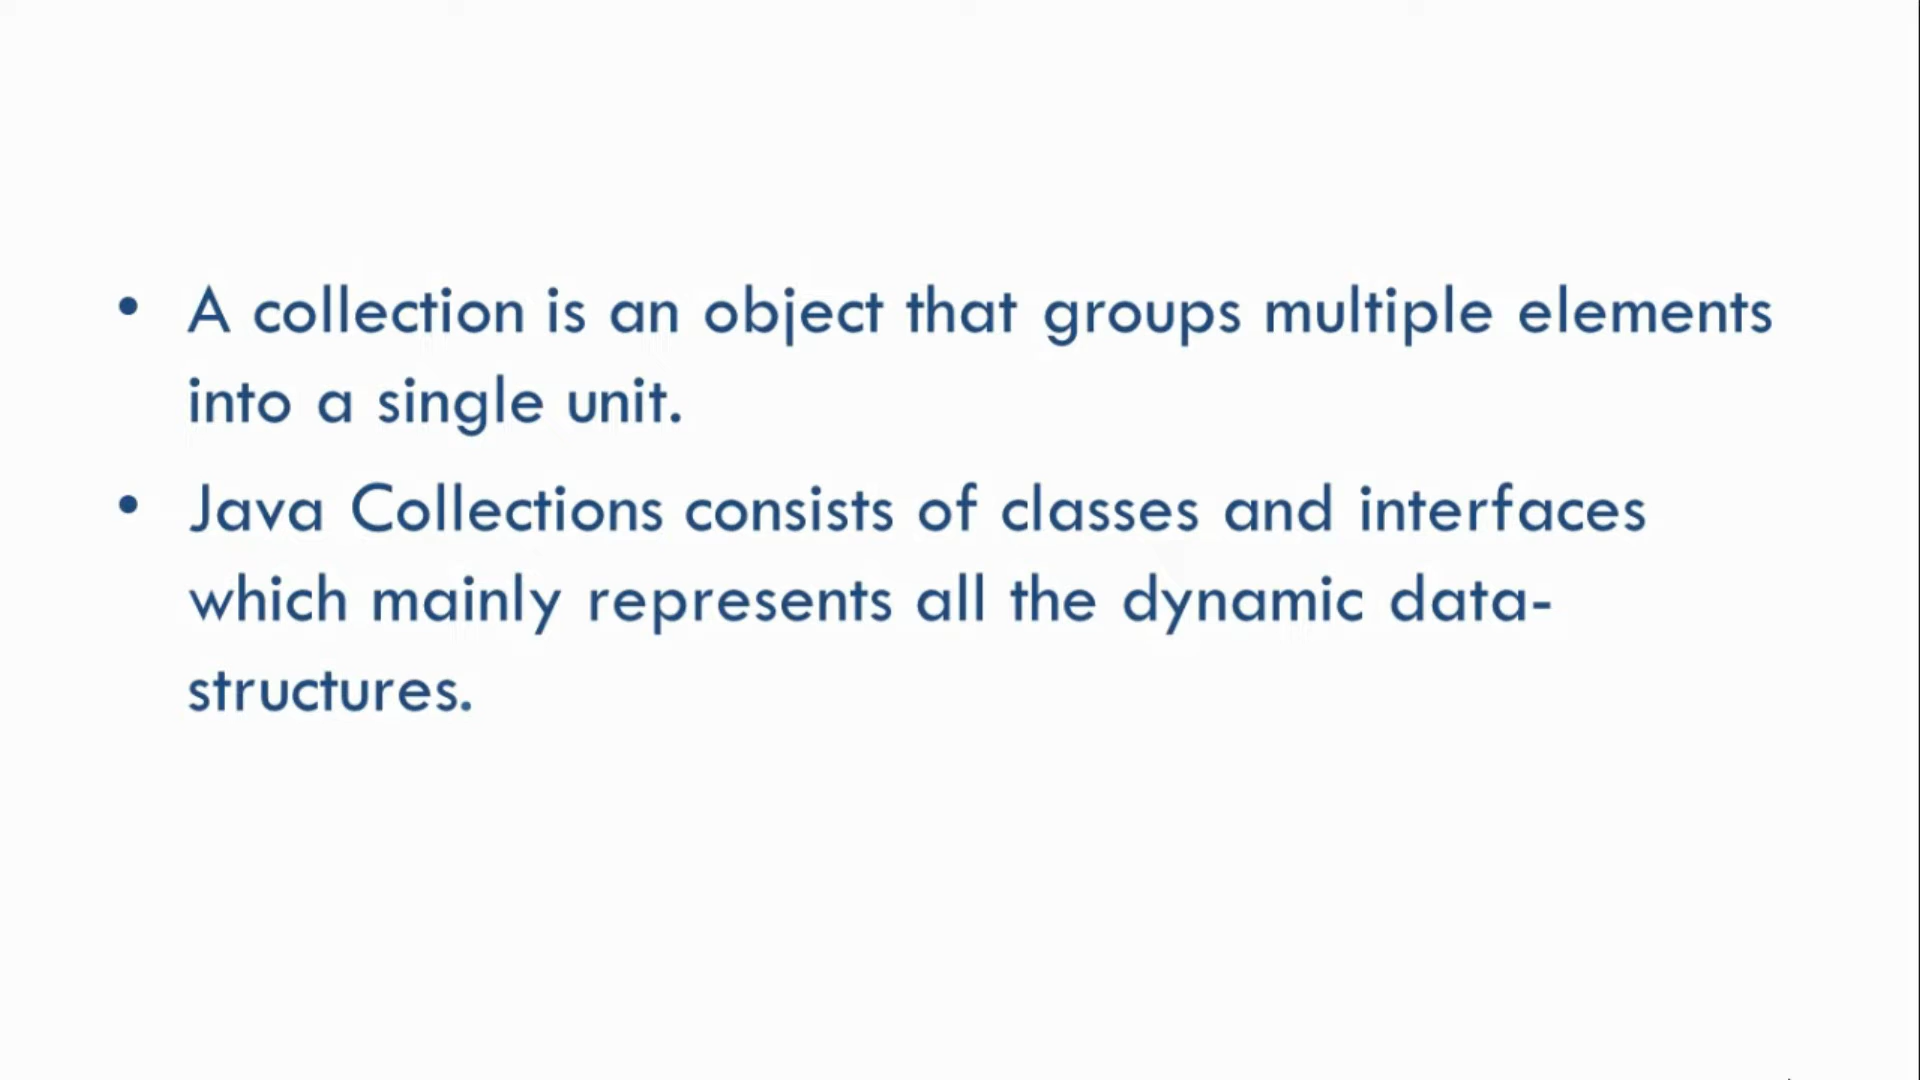 • A collection is an object that groups multiple elements
into a single unit.
• Java Collections consists of classes and interfaces
which mainly represents all the dynamic data-
structures.